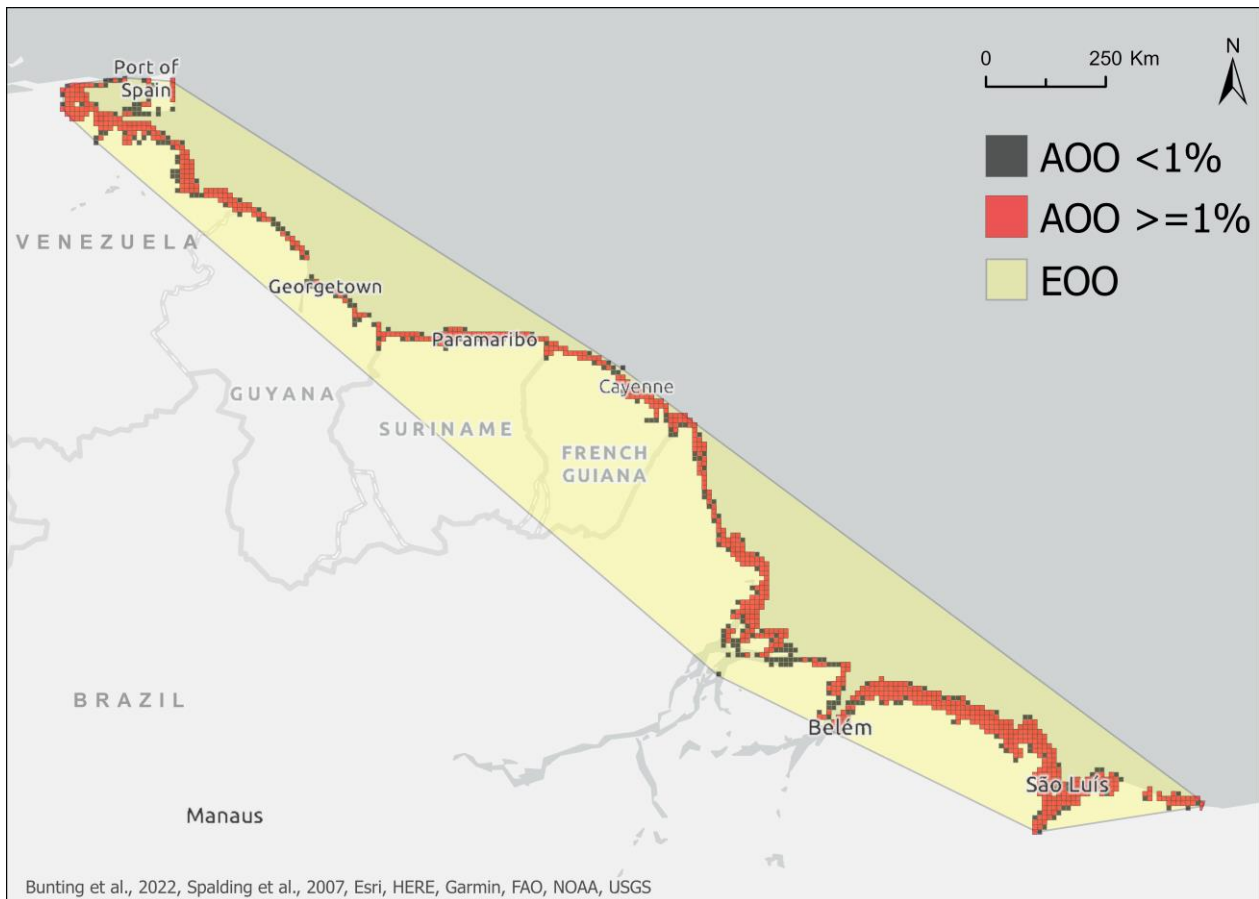 Port of
Spain
0 250 Km
N
AOO <1%
AOO >=1%
EOO
VENEZUELA
Georgetown
Paramaribo
GUYANA
Cayenne
SURINAME
FRENCH
GUIANA
BRAZIL
Belém
São Luís
Manaus
Bunting et al., 2022, Spalding et al., 2007, Esri, HERE, Garmin, FAO, NOAA, USGS